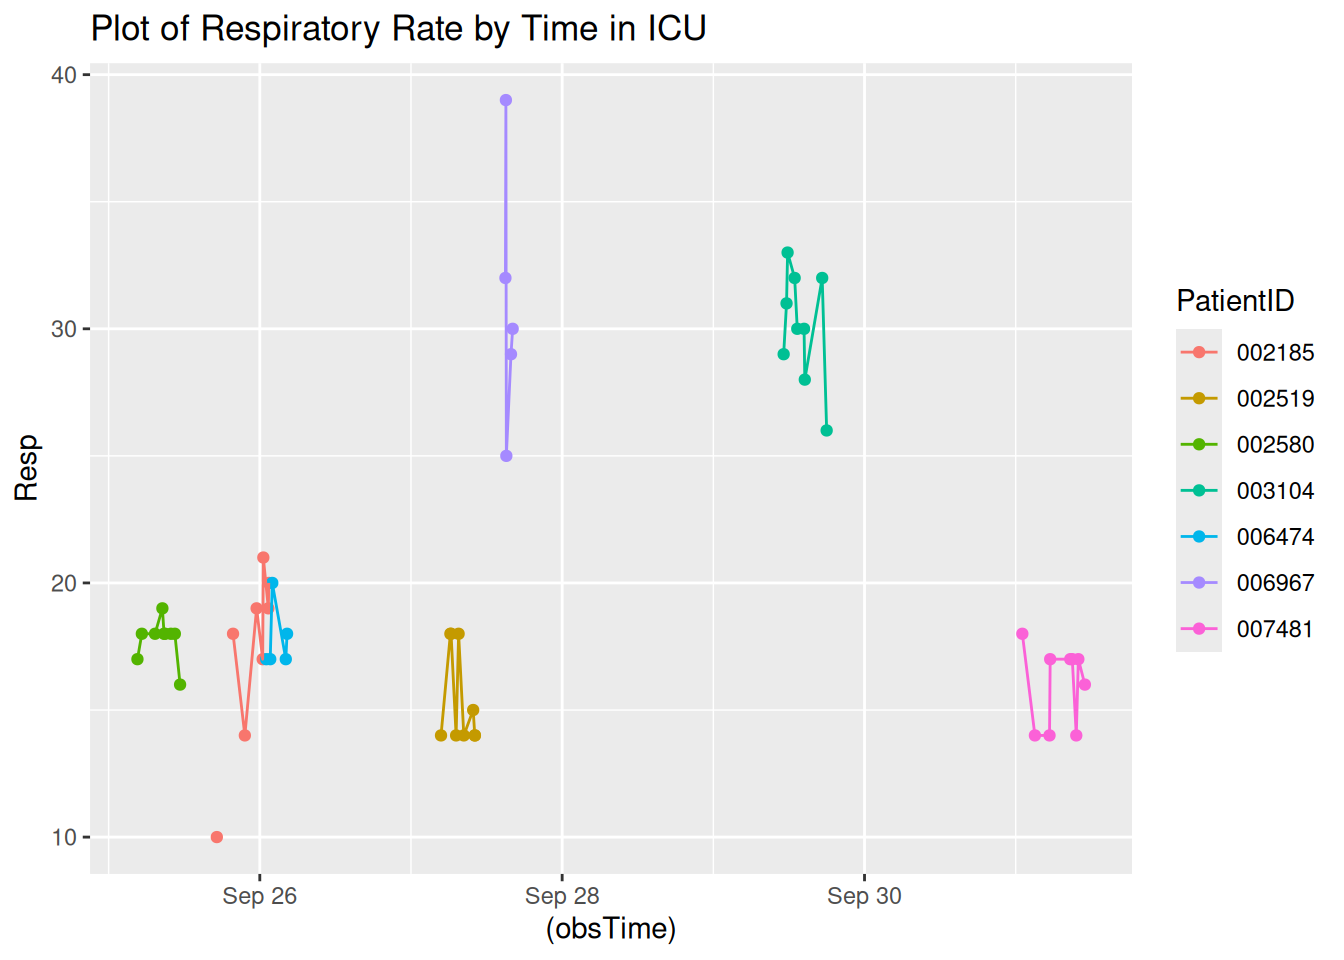 Plot of Respiratory Rate by Time in ICU
40
30
20
10
Resp
Sep 26
Sep 28
Sep 30
(obsTime)
PatientID
002185
002519
002580
003104
006474
006967
007481